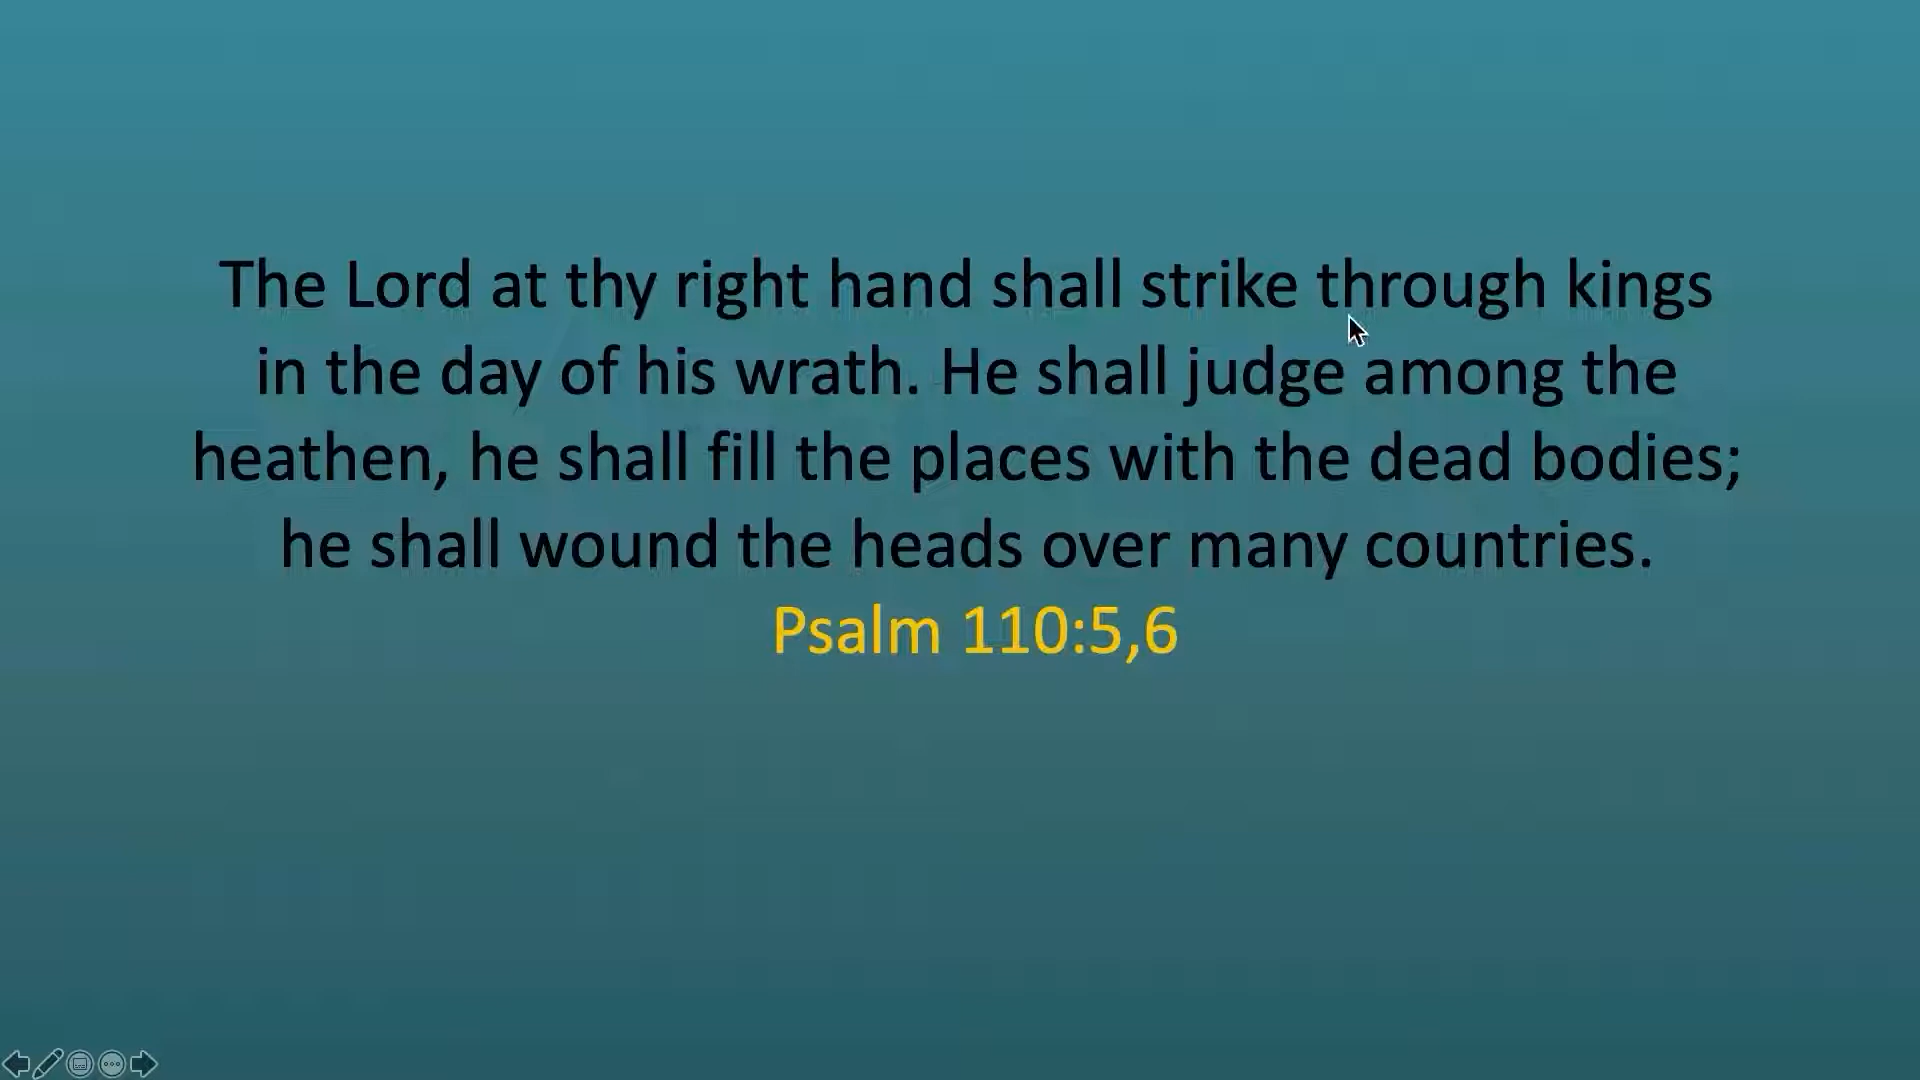 The Lord at thy right hand shall strike through kings
in the day of his wrath. He shall judge among the
heathen, he shall fill the places with the dead bodies;
he shall wound the heads over many countries.
Psalm 110:5,6